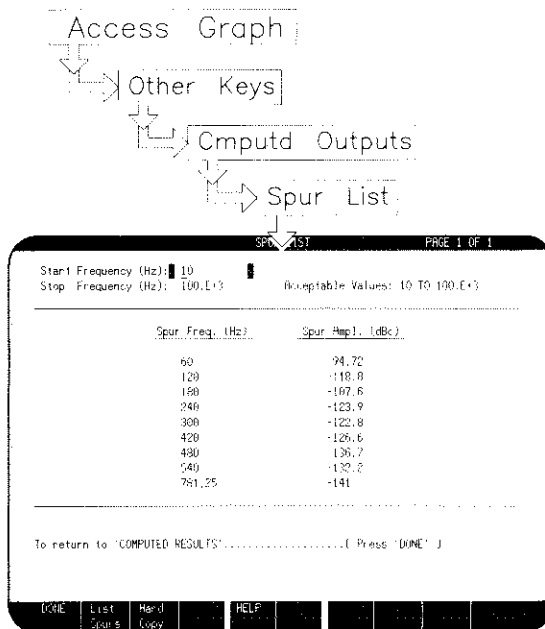 Access Graph
Other Keys
Cmputd Outputs
Spur List
PAGE 1 OF 1
Start Frequency (Hz): 10
Stop Frequency (Hz): 100.E+3 Acceptable Values: 10 TO 100.E+3
Spur Freq. (Hz) Spur Ampl. (dBc)
60 94.72
120 -118.8
180 -107.6
240 -123.9
300 -122.8
420 -126.6
480 136.7
540 -132.2
781.25 -141
To return to 'COMPUTED RESULTS'....................[ Press 'DONE' ]
DONE List Spurs Hard Copy HELP